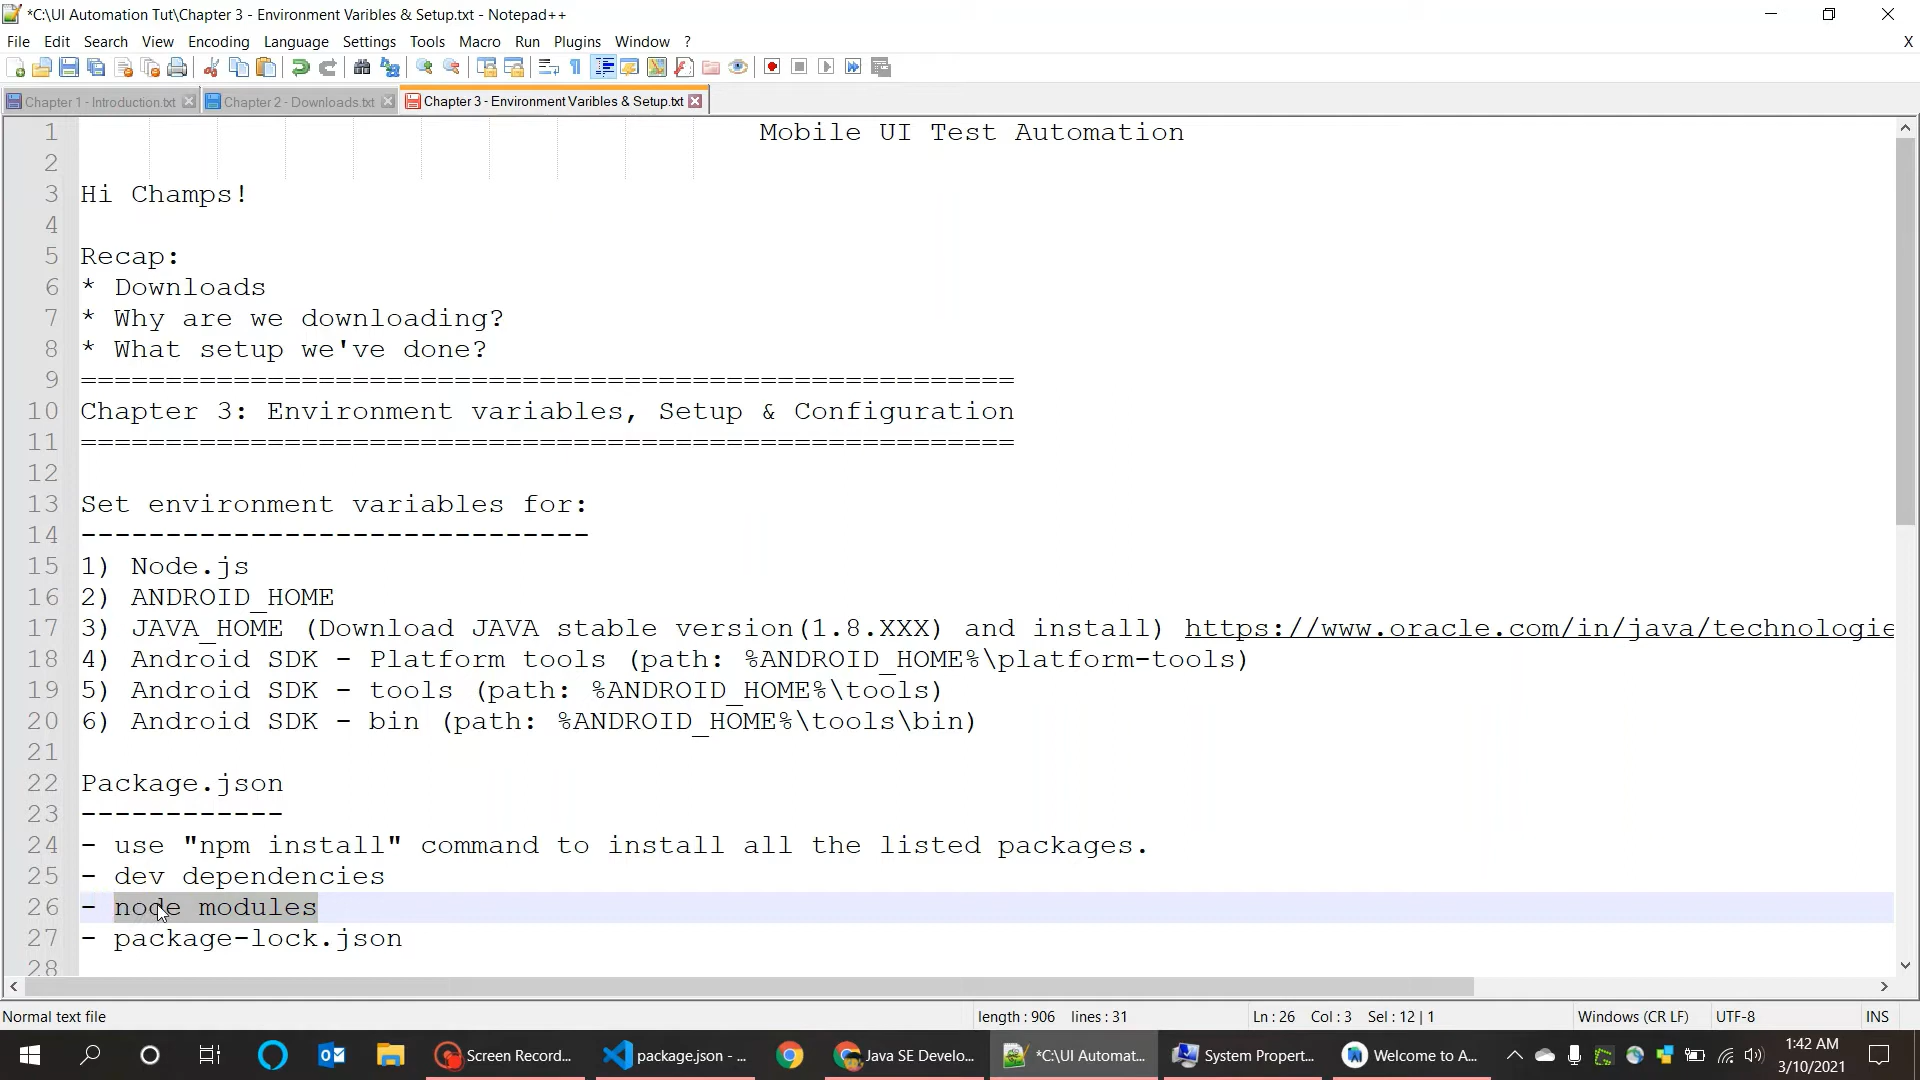 *C:\UI Automation Tut\Chapter 3 - Environment Varibles & Setup.txt - Notepad++
File Edit Search View Encoding Language Settings Tools Macro Run Plugins Window ? X
Chapter 1 - Introduction.txt Chapter 2 - Downloads.txt Chapter 3 - Environment Varibles & Setup.txt
1 Mobile UI Test Automation
2
3 Hi Champs!
4
5 Recap:
6 * Downloads
7 * Why are we downloading?
8 * What setup we've done?
9 =======================================================
10 Chapter 3: Environment variables, Setup & Configuration
11 =======================================================
12
13 Set environment variables for:
14 ------------------------------
15 1) Node.js
16 2) ANDROID_HOME
17 3) JAVA_HOME (Download JAVA stable version(1.8.XXX) and install) https://www.oracle.com/in/java/technologie
18 4) Android SDK - Platform tools (path: %ANDROID_HOME%\platform-tools)
19 5) Android SDK - tools (path: %ANDROID_HOME%\tools)
20 6) Android SDK - bin (path: %ANDROID_HOME%\tools\bin)
21
22 Package.json
23 ------------
24 - use "npm install" command to install all the listed packages.
25 - dev dependencies
26 - node modules
27 - package-lock.json
28
Normal text file length : 906 lines : 31 Ln : 26 Col : 3 Sel : 12 | 1 Windows (CR LF) UTF-8 INS
Screen Record... package.json - ... Java SE Develo... *C:\UI Automat... System Propert... Welcome to A... 1:42 AM
3/10/2021